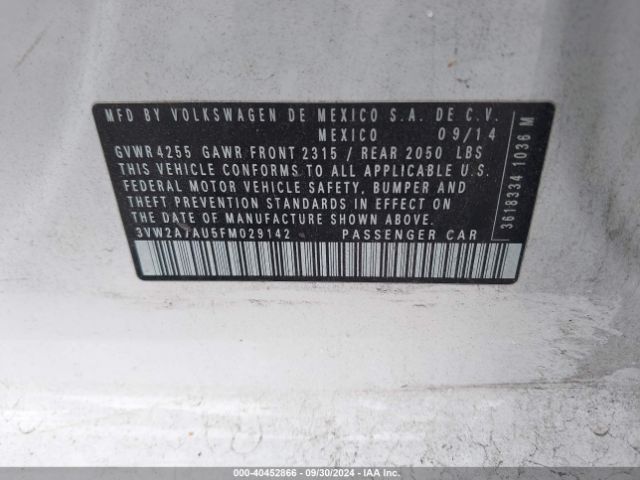 MFD BY VOLKSWAGEN DE MEXICO S.A. DE C.V.
MEXICO 09/14
GVWR 4255 GAWR FRONT 2315 / REAR 2050 LBS
THIS VEHICLE CONFORMS TO ALL APPLICABLE U.S.
FEDERAL MOTOR VEHICLE SAFETY, BUMPER AND
THEFT PREVENTION STANDARDS IN EFFECT ON
THE DATE OF MANUFACTURE SHOWN ABOVE.
3VW2A7AU5FM029142 PASSENGER CAR
3618334 1036 M
000-40452866 - 09/30/2024 - IAA Inc.